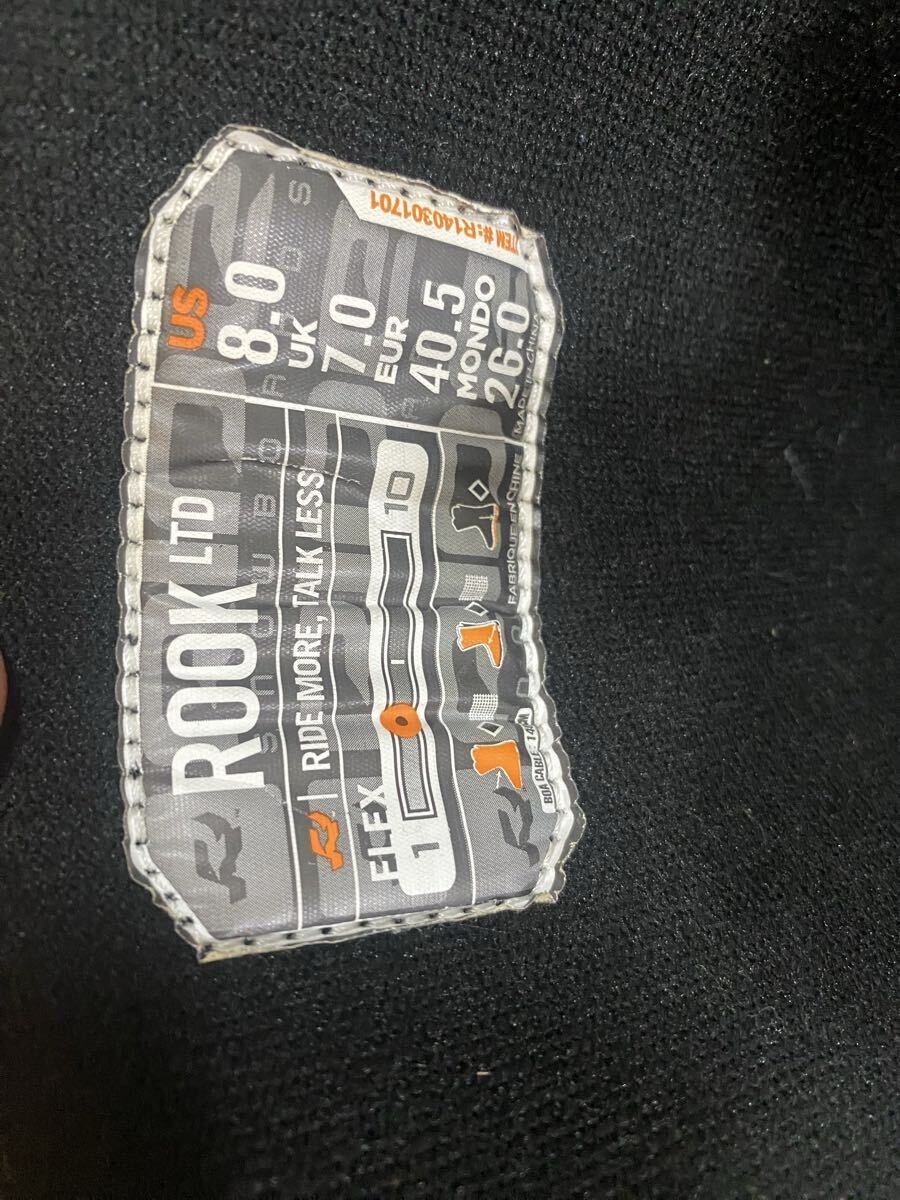 ROOK LTD
RIDE MORE, TALK LESS
FLEX
1 10
US
8.0
UK
7.0
EUR
40.5
MONDO
26.0
ITEM #:R140301701
FABRIQUE EN CHINE
MADE IN CHINA
BOA CABLE: